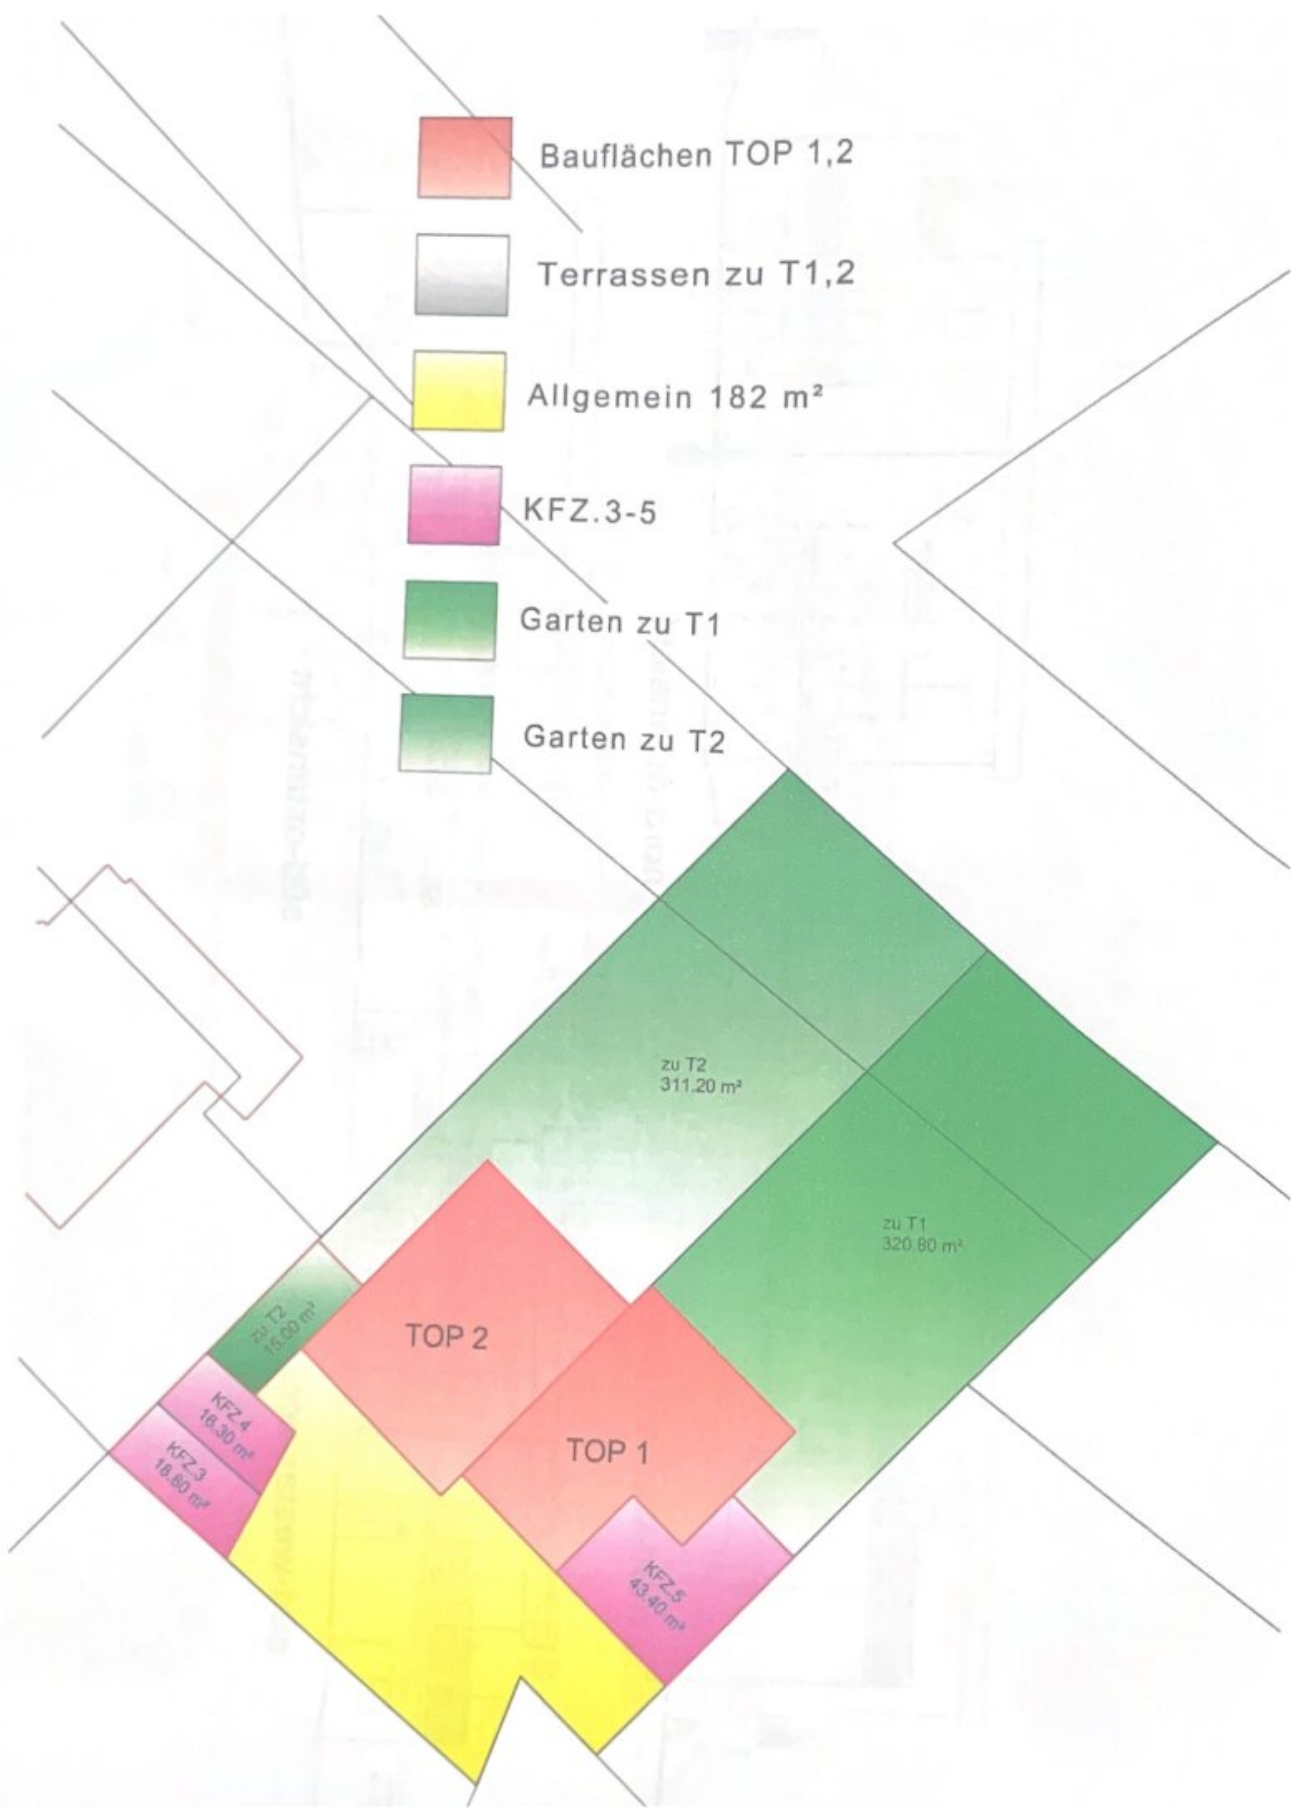 Bauflächen TOP 1,2
Terrassen zu T1,2
Allgemein 182 m²
KFZ.3-5
Garten zu T1
Garten zu T2
zu T2
311.20 m²
zu T1
320.80 m²
zu T2
15.00 m²
TOP 2
KFZ.4
16.30 m²
KFZ.3
18.80 m²
TOP 1
KFZ.5
43.40 m²